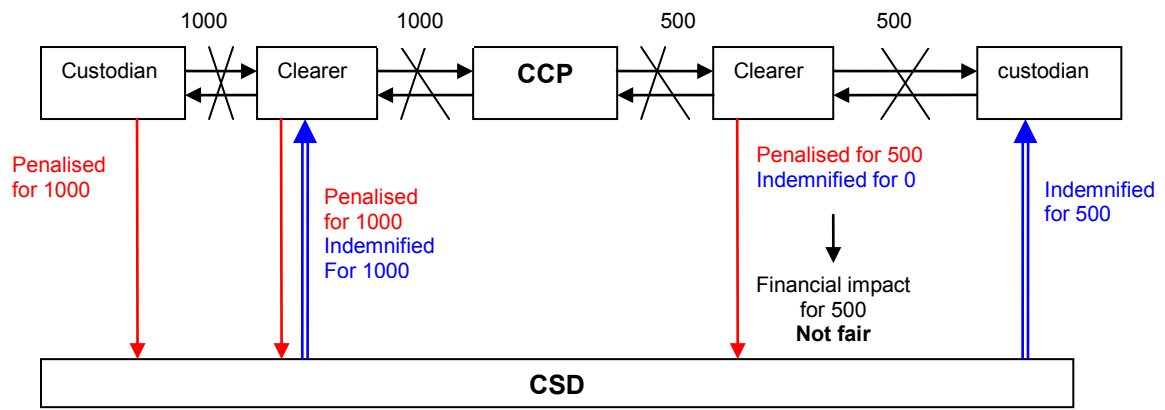 1000
1000
500
500
Custodian
Clearer
CCP
Clearer
custodian
Penalised
for 1000
Penalised
for 1000
Indemnified
For 1000
Penalised for 500
Indemnified for 0
Indemnified
for 500
Financial impact
for 500
Not fair
CSD